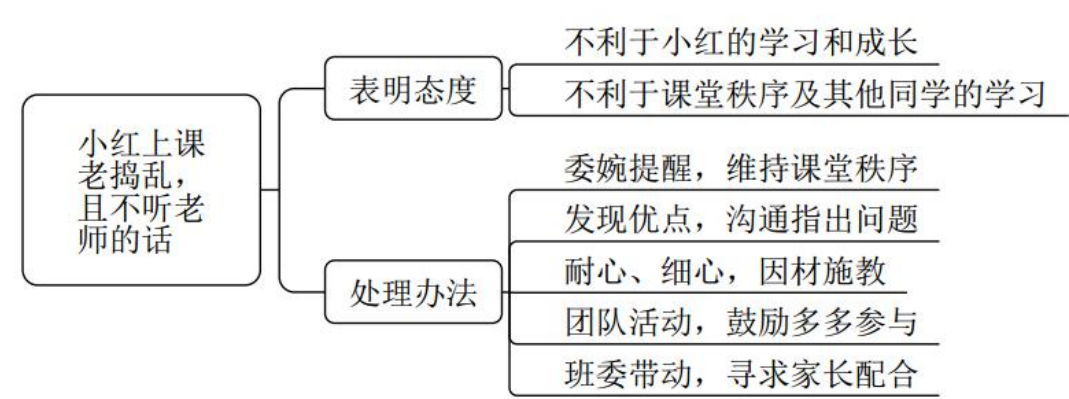 小红上课
老捣乱，
且不听老
师的话
表明态度
不利于小红的学习和成长
不利于课堂秩序及其他同学的学习
处理办法
委婉提醒，维持课堂秩序
发现优点，沟通指出问题
耐心、细心，因材施教
团队活动，鼓励多多参与
班委带动，寻求家长配合